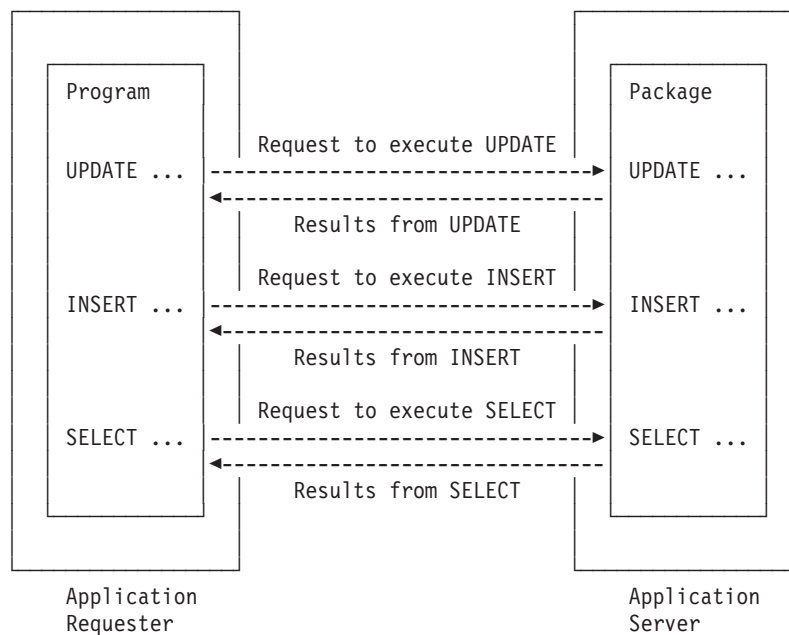 Program Package
Request to execute UPDATE
UPDATE ... UPDATE ...
Results from UPDATE
Request to execute INSERT
INSERT ... INSERT ...
Results from INSERT
Request to execute SELECT
SELECT ... SELECT ...
Results from SELECT
Application Application
Requester Server